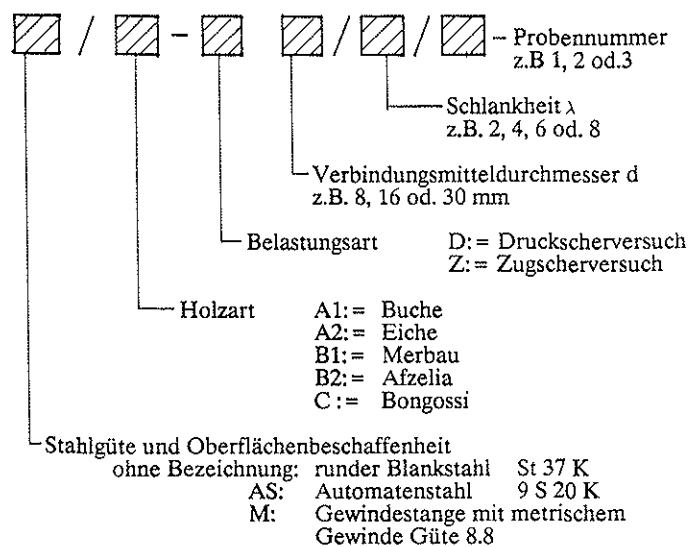 / - / / - Probennummer
z.B 1, 2 od.3
Schlankheit λ
z.B. 2, 4, 6 od. 8
Verbindungsmitteldurchmesser d
z.B. 8, 16 od. 30 mm
Belastungsart D:= Druckscherversuch
Z:= Zugscherversuch
Holzart A1:= Buche
A2:= Eiche
B1:= Merbau
B2:= Afzelia
C:= Bongossi
Stahlgüte und Oberflächenbeschaffenheit
ohne Bezeichnung: runder Blankstahl St 37 K
AS: Automatenstahl 9 S 20 K
M: Gewindestange mit metrischem
Gewinde Güte 8.8